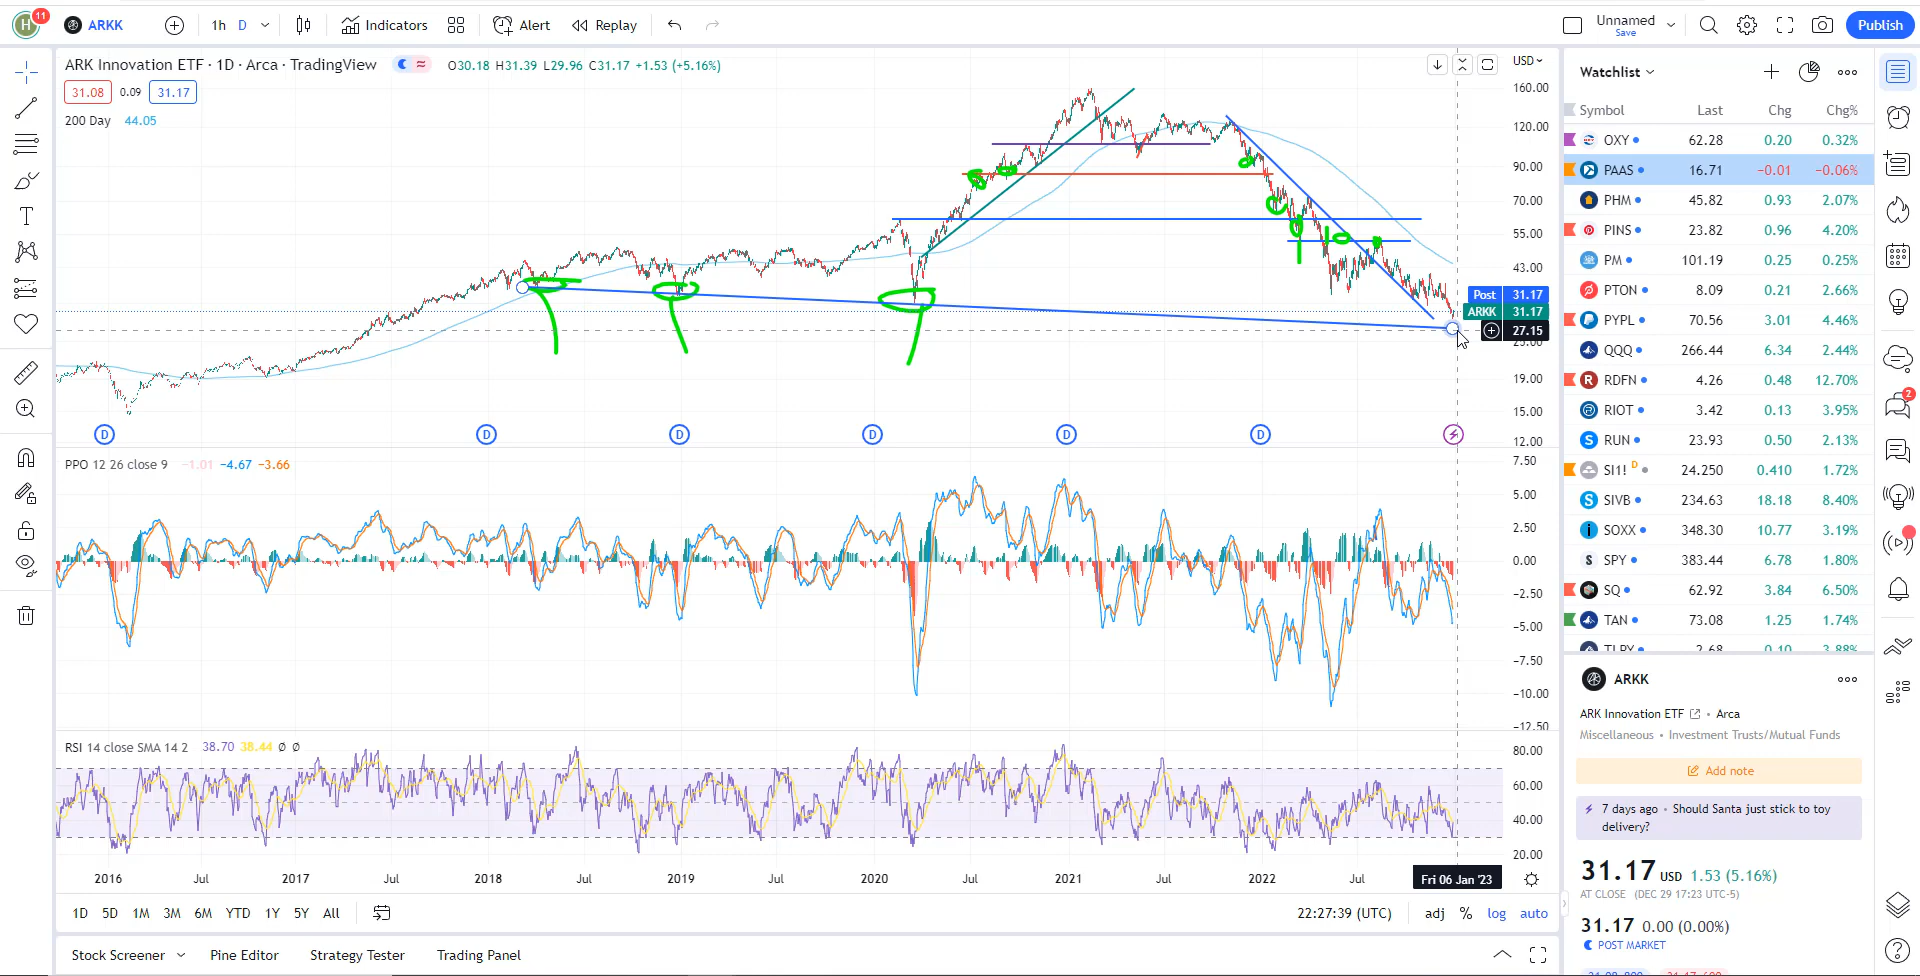 H 11 ARKK 1h D Indicators Alert Replay Unnamed Save Publish
ARK Innovation ETF · 1D · Arca · TradingView O30.18 H31.39 L29.96 C31.17 +1.53 (+5.16%) USD
31.08 0.09 31.17
200 Day 44.05
160.00
120.00
90.00
70.00
55.00
43.00
Post 31.17
ARKK 31.17
27.15
19.00
15.00
12.00
D D D D D D
PPO 12 26 close 9 −1.01 −4.67 −3.66
7.50
5.00
2.50
0.00
−2.50
−5.00
−7.50
−10.00
−12.50
RSI 14 close SMA 14 2 38.70 38.44 Ø Ø
80.00
60.00
40.00
20.00
2016 Jul 2017 Jul 2018 Jul 2019 Jul 2020 Jul 2021 Jul 2022 Jul Fri 06 Jan '23
1D 5D 1M 3M 6M YTD 1Y 5Y All 22:27:39 (UTC) adj % log auto
Stock Screener Pine Editor Strategy Tester Trading Panel
Watchlist
Symbol Last Chg Chg%
OXY 62.28 0.20 0.32%
PAAS 16.71 −0.01 −0.06%
PHM 45.82 0.93 2.07%
PINS 23.82 0.96 4.20%
PM 101.19 0.25 0.25%
PTON 8.09 0.21 2.66%
PYPL 70.56 3.01 4.46%
QQQ 266.44 6.34 2.44%
R RDFN 4.26 0.48 12.70%
RIOT 3.42 0.13 3.95%
S RUN 23.93 0.50 2.13%
SI1! D 24.250 0.410 1.72%
S SIVB 234.63 18.18 8.40%
i SOXX 348.30 10.77 3.19%
S SPY 383.44 6.78 1.80%
SQ 62.92 3.84 6.50%
TAN 73.08 1.25 1.74%
2
ARKK
ARK Innovation ETF • Arca
Miscellaneous • Investment Trusts/Mutual Funds
Add note
7 days ago • Should Santa just stick to toy
delivery?
31.17 USD 1.53 (5.16%)
AT CLOSE (DEC 29 17:23 UTC-5)
31.17 0.00 (0.00%)
POST MARKET